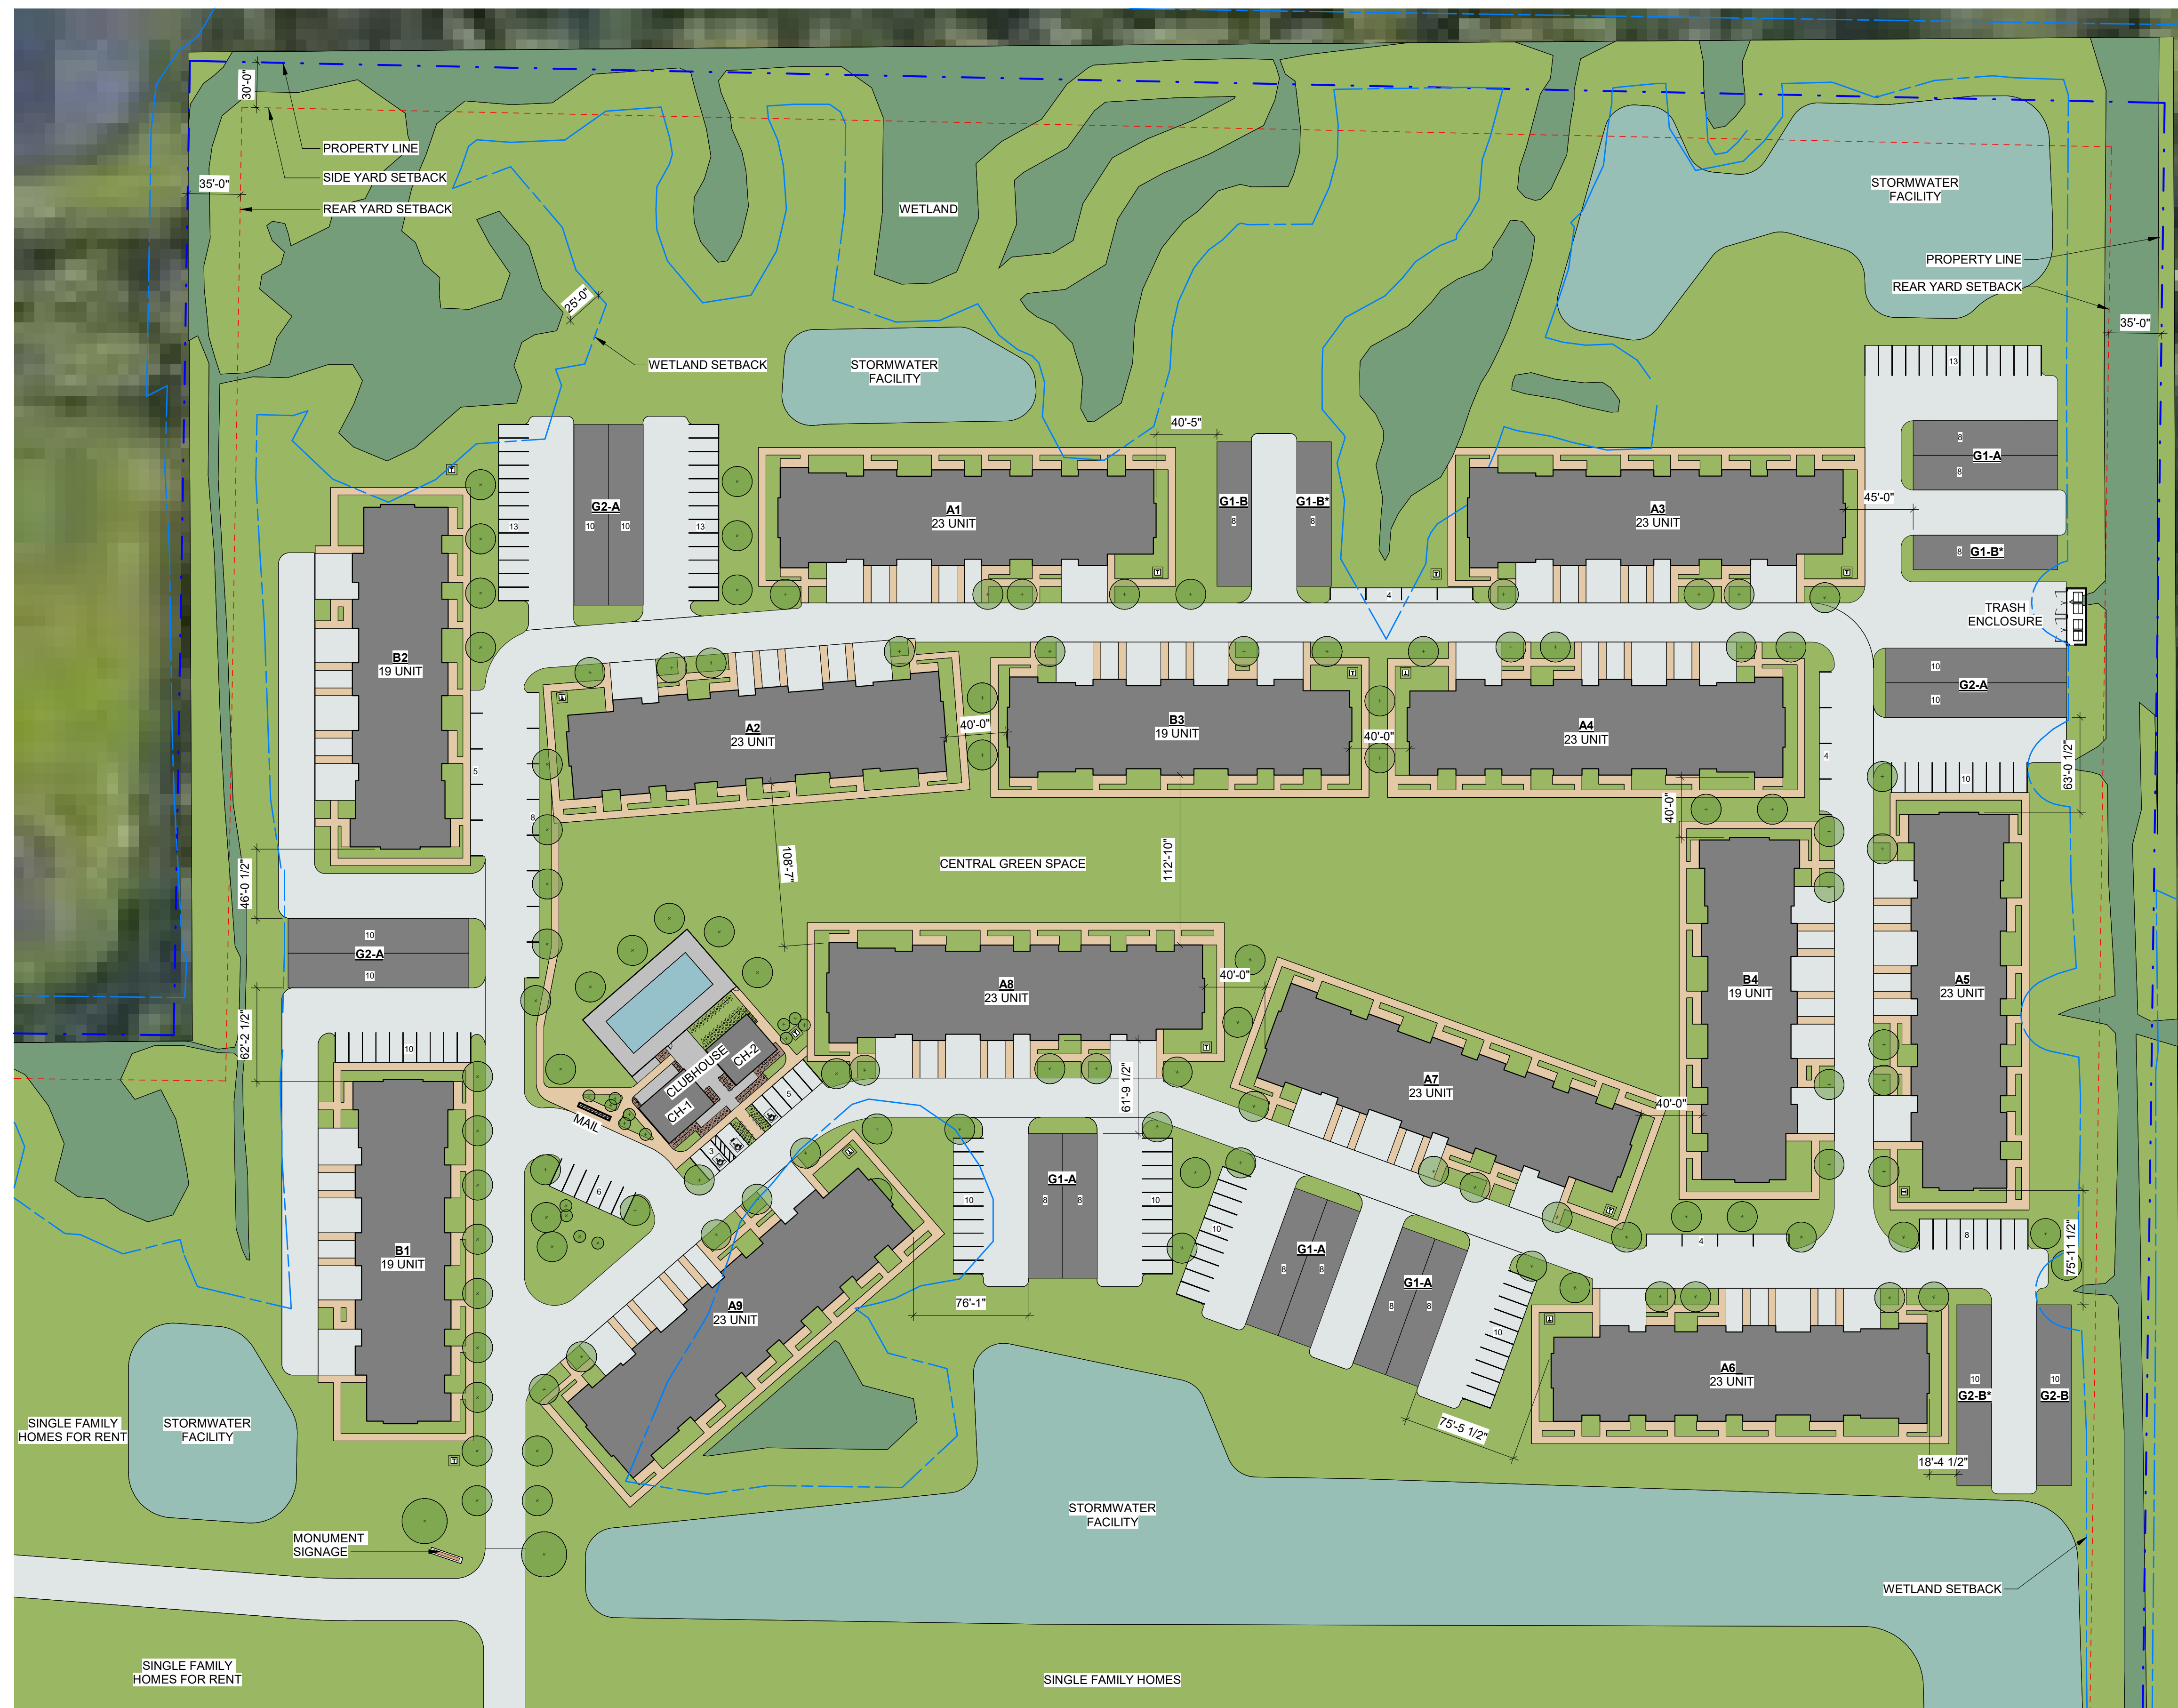 30'-0"
PROPERTY LINE
SIDE YARD SETBACK
35'-0"
REAR YARD SETBACK
WETLAND
STORMWATER
FACILITY
PROPERTY LINE
REAR YARD SETBACK
35'-0"
25'-0"
WETLAND SETBACK
STORMWATER
FACILITY
13
40'-5"
8
G1-A
8
45'-0"
T
G2-A
10 10
13
13
A1
23 UNIT
G1-B
8
G1-B*
8
A3
23 UNIT
8 G1-B*
T
T
T
4
TRASH
ENCLOSURE
B2
19 UNIT
10
G2-A
10
T
A2
23 UNIT
40'-0"
B3
19 UNIT
T
T
40'-0"
A4
23 UNIT
4
5
8
10
63'-0 1/2"
40'-0"
108'-7"
CENTRAL GREEN SPACE
112'-10"
46'-0 1/2"
10
G2-A
10
A8
23 UNIT
40'-0"
B4
19 UNIT
A5
23 UNIT
62'-2 1/2"
10
T
T
CLUBHOUSE
CH-2
CH-1
MAIL
5
3
61'-9 1/2"
A7
23 UNIT
40'-0"
T
T
T
6
10
G1-A
8 8
10
10
G1-A
8 8
G1-A
8 8
10
4
8
75'-11 1/2"
B1
19 UNIT
A9
23 UNIT
76'-1"
T
A6
23 UNIT
10
G2-B*
10
G2-B
75'-5 1/2"
18'-4 1/2"
SINGLE FAMILY
HOMES FOR RENT
STORMWATER
FACILITY
T
STORMWATER
FACILITY
MONUMENT
SIGNAGE
WETLAND SETBACK
SINGLE FAMILY
HOMES FOR RENT
SINGLE FAMILY HOMES